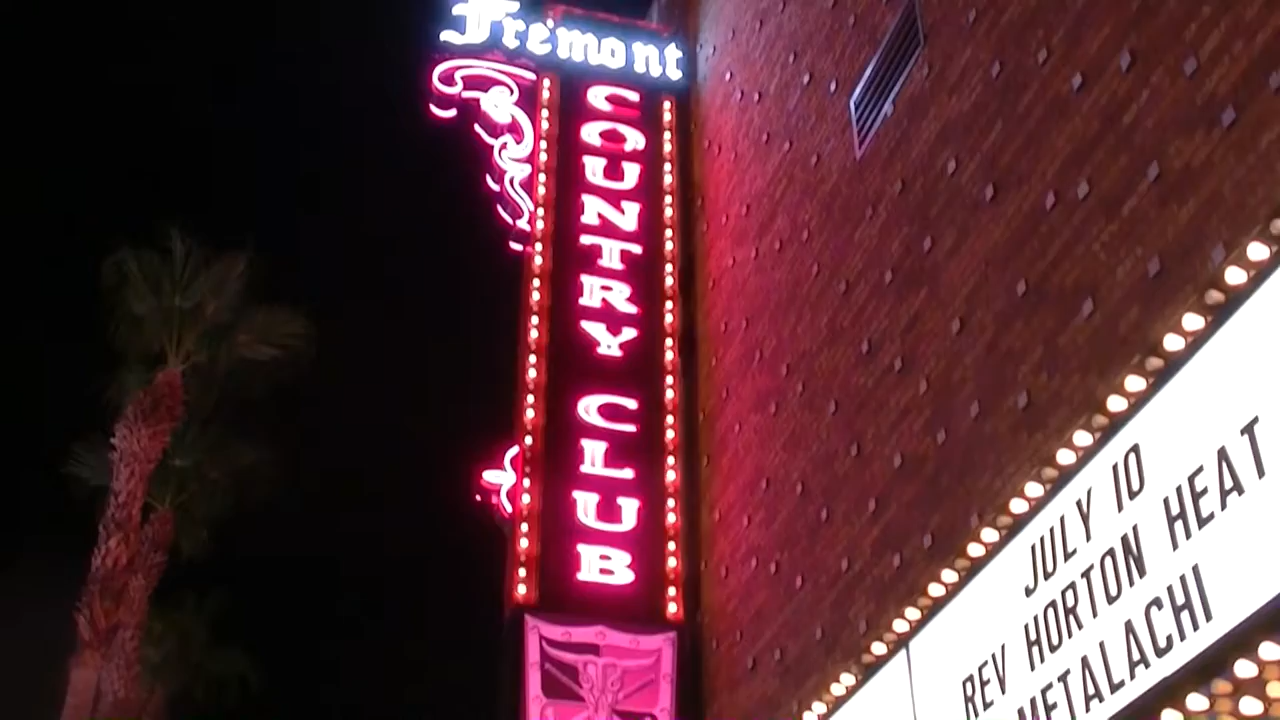 Fremont
COUNTRY CLUB
JULY 10
REV HORTON HEAT
METALACHI